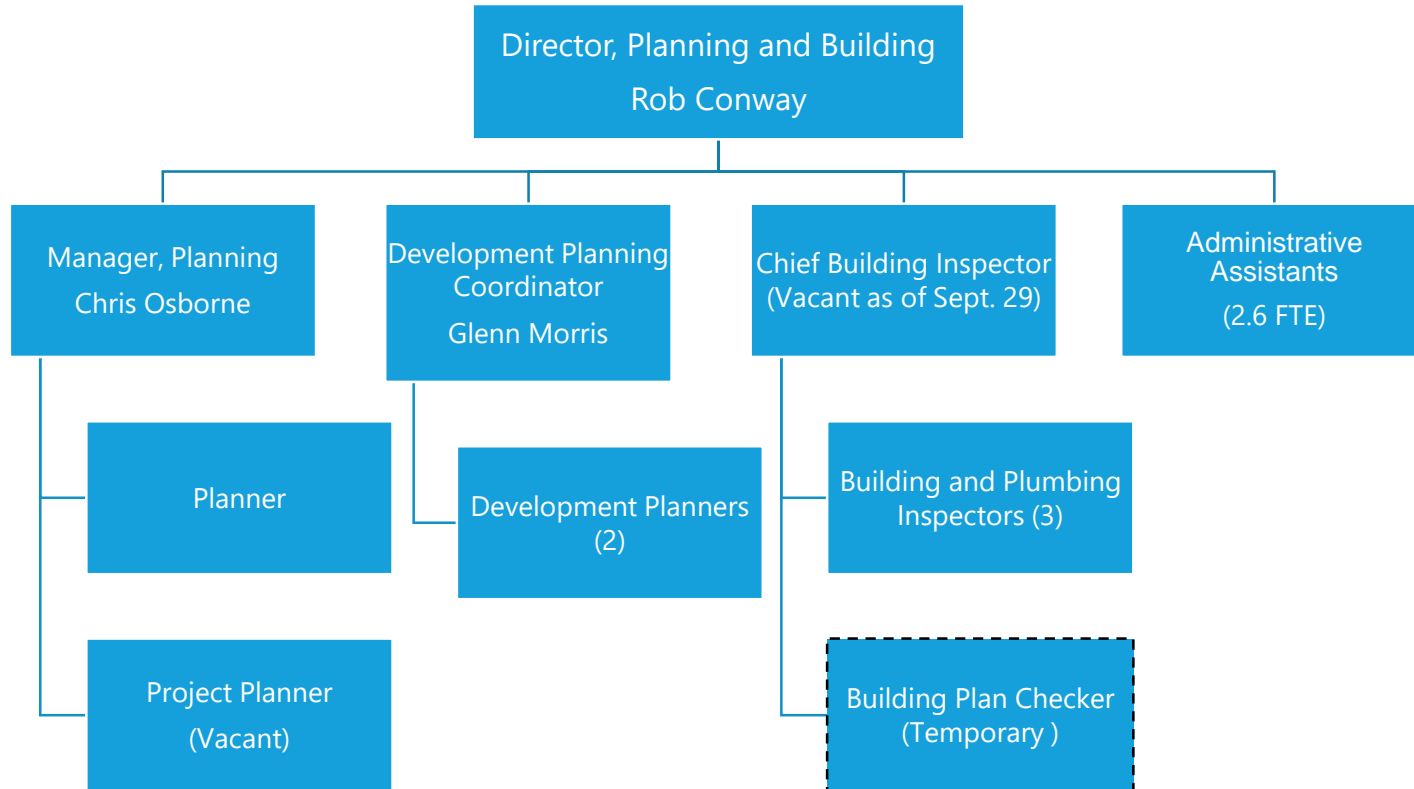 Director, Planning and Building
Rob Conway
Manager, Planning
Chris Osborne
Development Planning
Coordinator
Glenn Morris
Chief Building Inspector
(Vacant as of Sept. 29)
Administrative
Assistants
(2.6 FTE)
Planner
Development Planners
(2)
Building and Plumbing
Inspectors (3)
Project Planner
(Vacant)
Building Plan Checker
(Temporary )